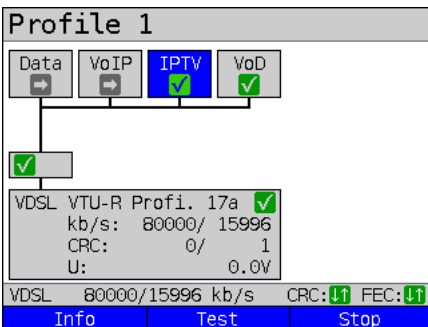 Profile 1
Data VoIP IPTV VoD
VDSL VTU-R Profi. 17a
kb/s: 80000/ 15996
CRC: 0/ 1
U: 0.0V
VDSL 80000/15996 kb/s CRC: FEC:
Info Test Stop